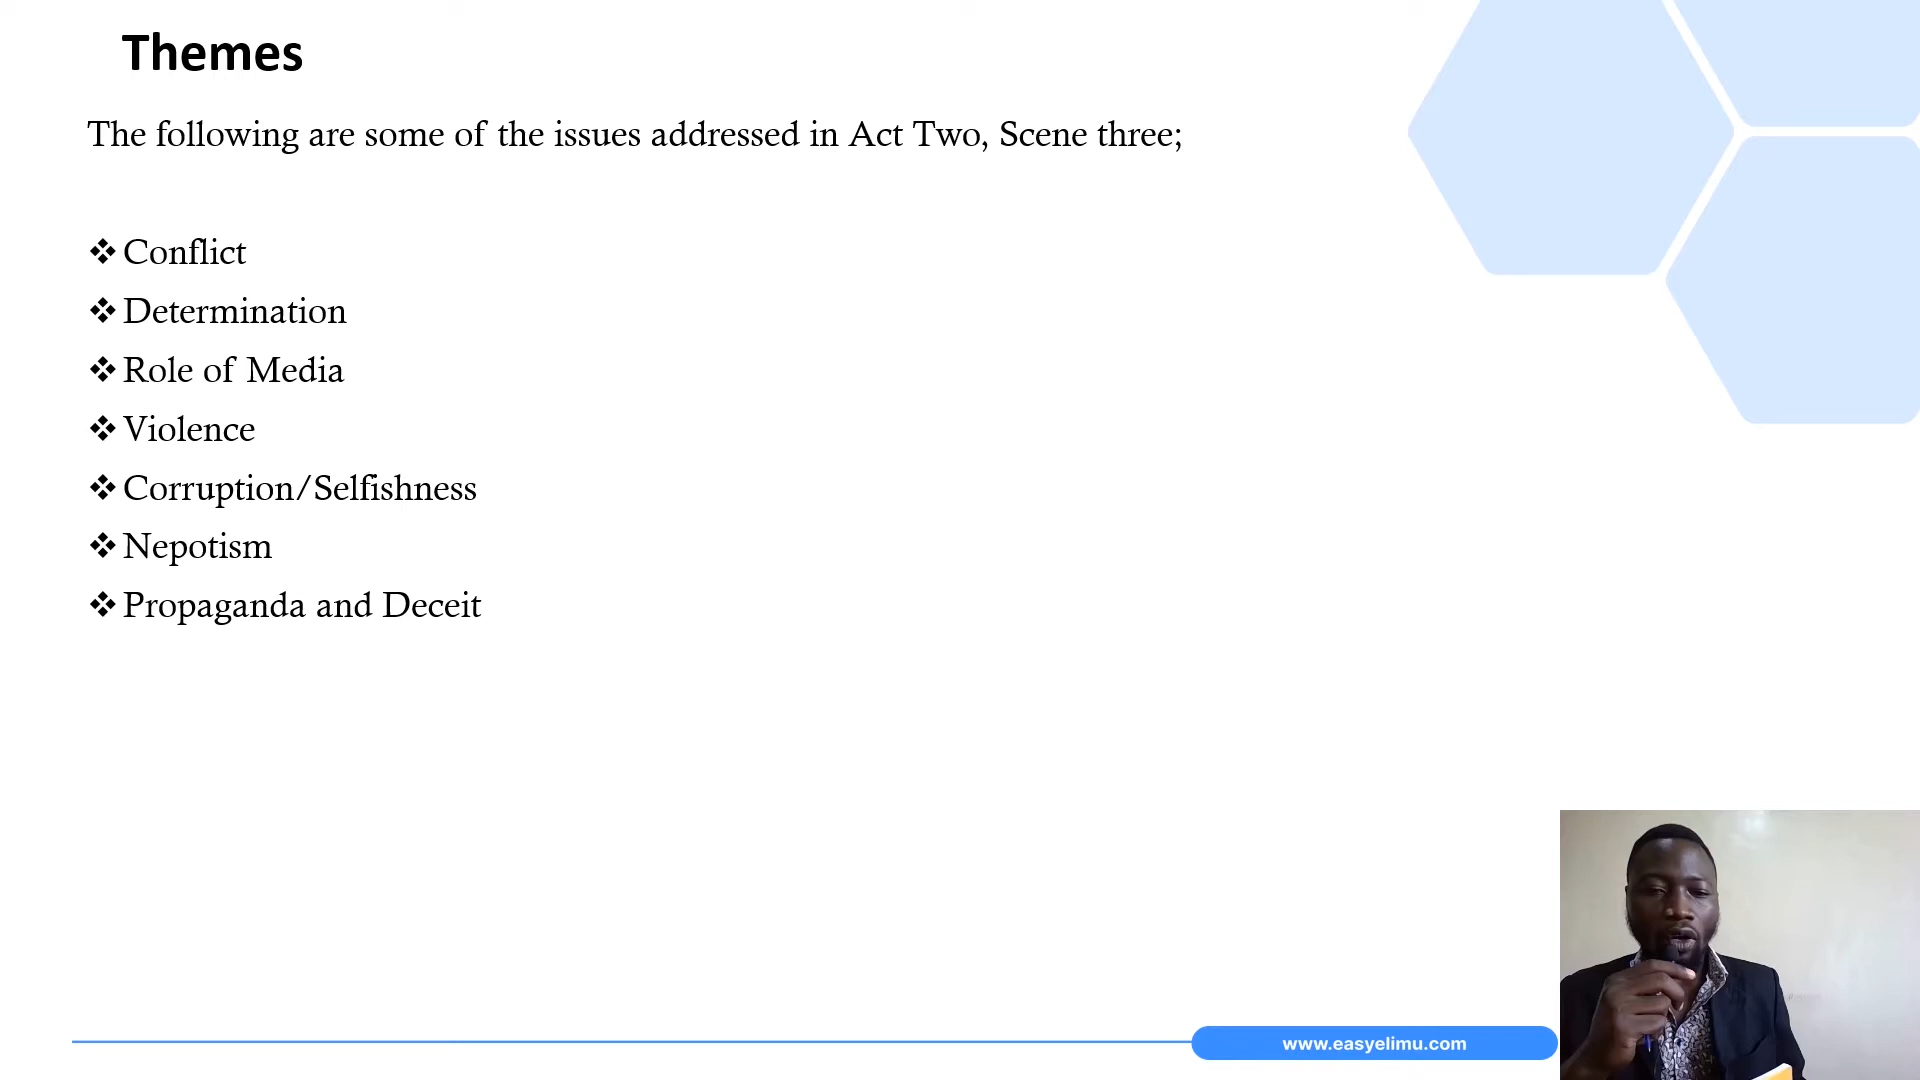 Themes
The following are some of the issues addressed in Act Two, Scene three;
❖ Conflict
❖ Determination
❖ Role of Media
❖ Violence
❖ Corruption/Selfishness
❖ Nepotism
❖ Propaganda and Deceit
www.easyelimu.com